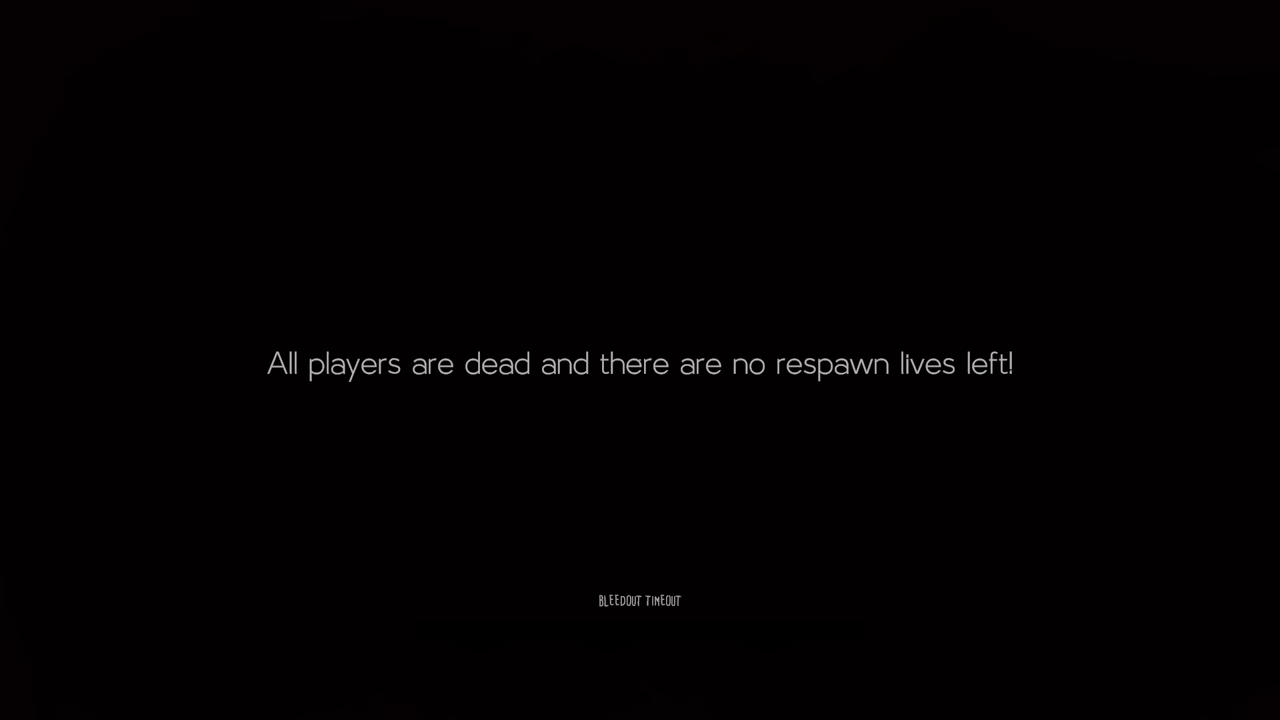 All players are dead and there are no respawn lives left!
BLEEDOUT TIMEOUT